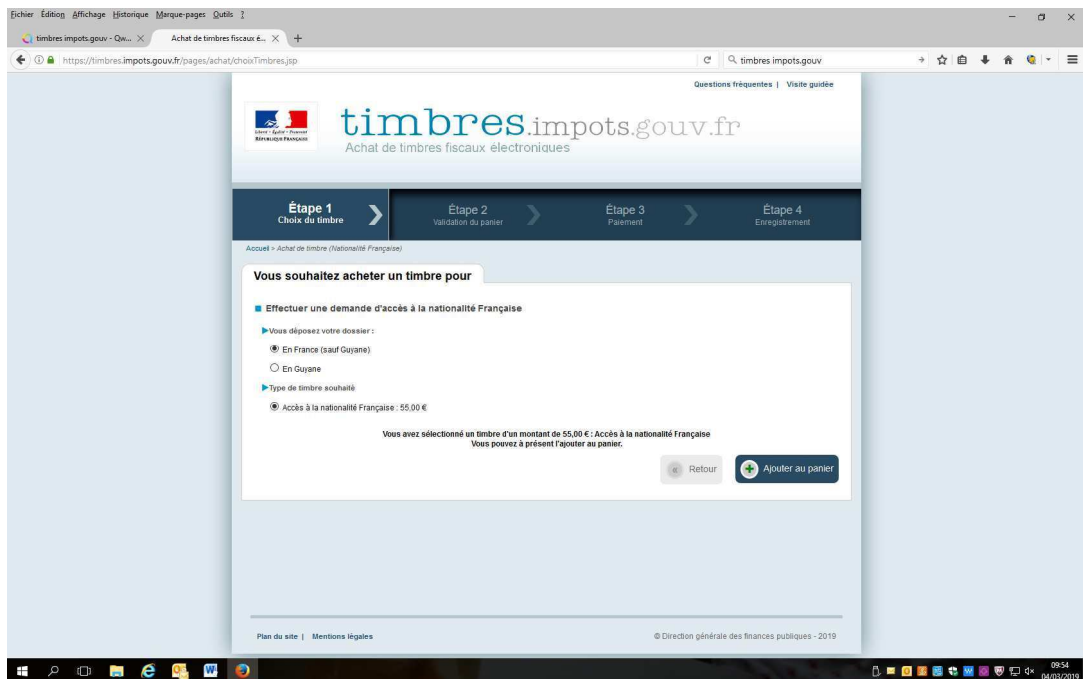 Fichier Édition Affichage Historique Marque-pages Outils ?
timbres impots.gouv - Qw...
Achat de timbres fiscaux é...
https://timbres.impots.gouv.fr/pages/achat/choixTimbres.jsp
timbres impots.gouv
Questions fréquentes | Visite guidée
Liberté • Égalité • Fraternité
RÉPUBLIQUE FRANÇAISE
timbres.impots.gouv.fr
Achat de timbres fiscaux électroniques
Étape 1
Choix du timbre
Étape 2
Validation du panier
Étape 3
Paiement
Étape 4
Enregistrement
Accueil > Achat de timbre (Nationalité Française)
Vous souhaitez acheter un timbre pour
Effectuer une demande d'accès à la nationalité Française
Vous déposez votre dossier :
En France (sauf Guyane)
En Guyane
Type de timbre souhaité
Accès à la nationalité Française : 55,00 €
Vous avez sélectionné un timbre d'un montant de 55,00 € : Accès à la nationalité Française
Vous pouvez à présent l'ajouter au panier.
Retour
Ajouter au panier
Plan du site | Mentions légales
© Direction générale des finances publiques - 2019
09:54
04/03/2019